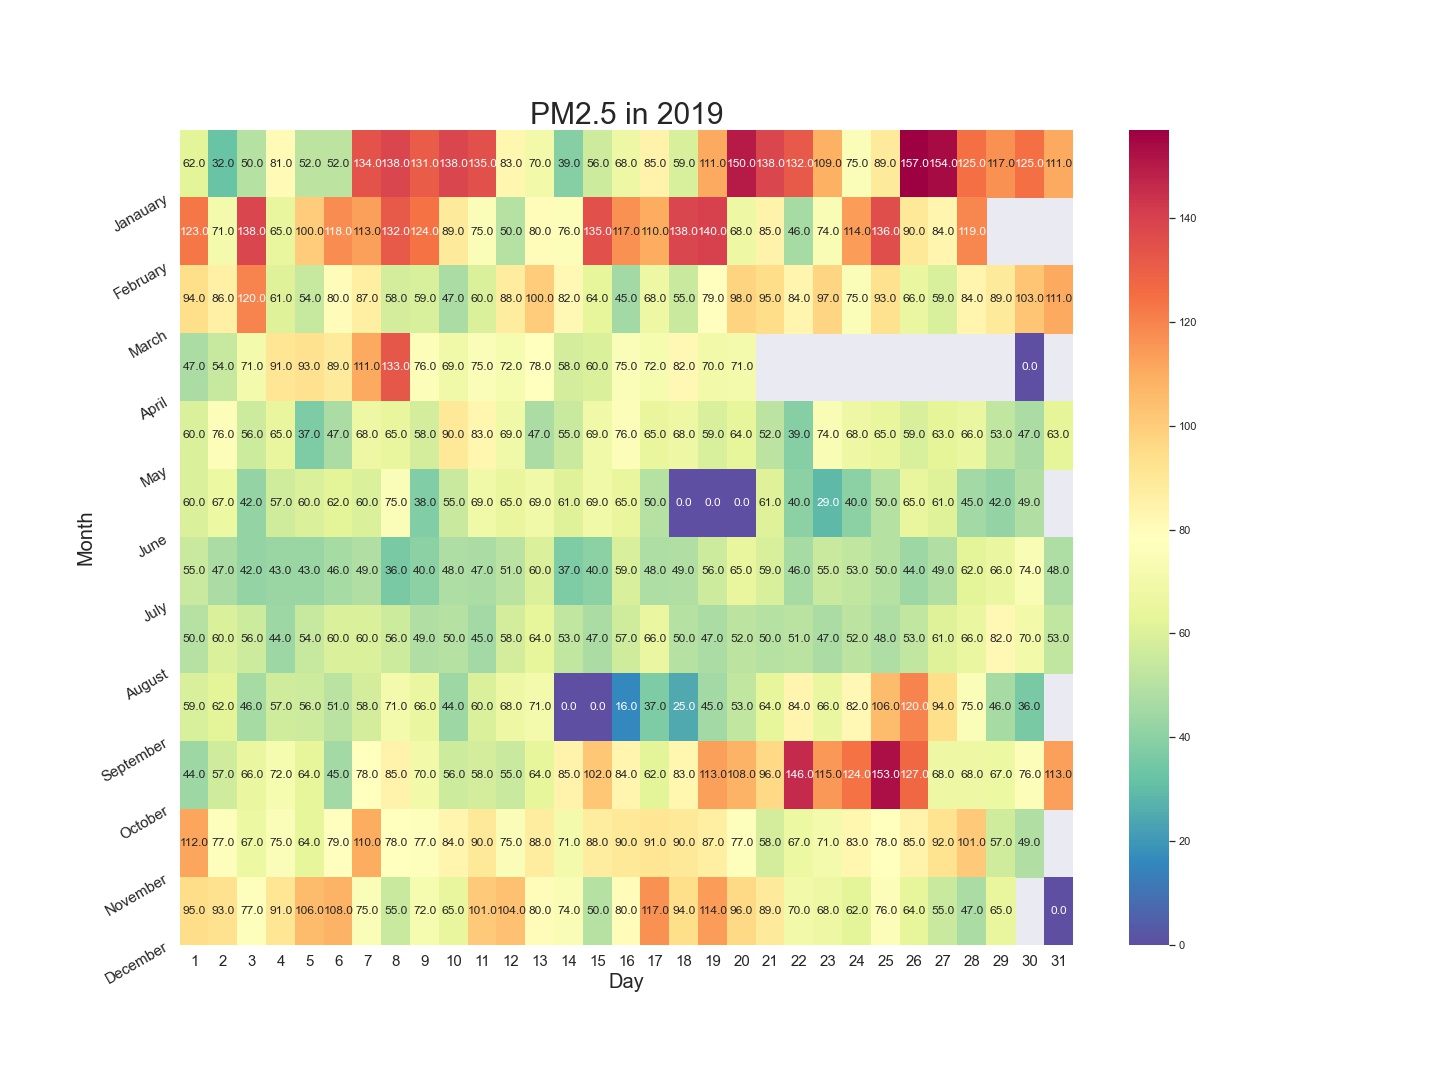 PM2.5 in 2019
Month
Janauary
62.0 32.0 50.0 81.0 52.0 52.0 134.0 138.0 131.0 138.0 135.0 83.0 70.0 39.0 56.0 68.0 85.0 59.0 111.0 150.0 138.0 132.0 109.0 75.0 89.0 157.0 154.0 125.0 117.0 125.0 111.0
February
123.0 71.0 138.0 65.0 100.0 118.0 113.0 132.0 124.0 89.0 75.0 50.0 80.0 76.0 135.0 117.0 110.0 138.0 140.0 68.0 85.0 46.0 74.0 114.0 136.0 90.0 84.0 119.0
March
94.0 86.0 120.0 61.0 54.0 80.0 87.0 58.0 59.0 47.0 60.0 88.0 100.0 82.0 64.0 45.0 68.0 55.0 79.0 98.0 95.0 84.0 97.0 75.0 93.0 66.0 59.0 84.0 89.0 103.0 111.0
April
47.0 54.0 71.0 91.0 93.0 89.0 111.0 133.0 76.0 69.0 75.0 72.0 78.0 58.0 60.0 75.0 72.0 82.0 70.0 71.0 0.0
May
60.0 76.0 56.0 65.0 37.0 47.0 68.0 65.0 58.0 90.0 83.0 69.0 47.0 55.0 69.0 76.0 65.0 68.0 59.0 64.0 52.0 39.0 74.0 68.0 65.0 59.0 63.0 66.0 53.0 47.0 63.0
June
60.0 67.0 42.0 57.0 60.0 62.0 60.0 75.0 38.0 55.0 69.0 65.0 69.0 61.0 69.0 65.0 50.0 0.0 0.0 0.0 61.0 40.0 29.0 40.0 50.0 65.0 61.0 45.0 42.0 49.0
July
55.0 47.0 42.0 43.0 43.0 46.0 49.0 36.0 40.0 48.0 47.0 51.0 60.0 37.0 40.0 59.0 48.0 49.0 56.0 65.0 59.0 46.0 55.0 53.0 50.0 44.0 49.0 62.0 66.0 74.0 48.0
August
50.0 60.0 56.0 44.0 54.0 60.0 60.0 56.0 49.0 50.0 45.0 58.0 64.0 53.0 47.0 57.0 66.0 50.0 47.0 52.0 50.0 51.0 47.0 52.0 48.0 53.0 61.0 66.0 82.0 70.0 53.0
September
59.0 62.0 46.0 57.0 56.0 51.0 58.0 71.0 66.0 44.0 60.0 68.0 71.0 0.0 0.0 16.0 37.0 25.0 45.0 53.0 64.0 84.0 66.0 82.0 106.0 120.0 94.0 75.0 46.0 36.0
October
44.0 57.0 66.0 72.0 64.0 45.0 78.0 85.0 70.0 56.0 58.0 55.0 64.0 85.0 102.0 84.0 62.0 83.0 113.0 108.0 96.0 146.0 115.0 124.0 153.0 127.0 68.0 68.0 67.0 76.0 113.0
November
112.0 77.0 67.0 75.0 64.0 79.0 110.0 78.0 77.0 84.0 90.0 75.0 88.0 71.0 88.0 90.0 91.0 90.0 87.0 77.0 58.0 67.0 71.0 83.0 78.0 85.0 92.0 101.0 57.0 49.0
December
95.0 93.0 77.0 91.0 106.0 108.0 75.0 55.0 72.0 65.0 101.0 104.0 80.0 74.0 50.0 80.0 117.0 94.0 114.0 96.0 89.0 70.0 68.0 62.0 76.0 64.0 55.0 47.0 65.0 0.0
1 2 3 4 5 6 7 8 9 10 11 12 13 14 15 16 17 18 19 20 21 22 23 24 25 26 27 28 29 30 31
Day
140
120
100
80
60
40
20
0